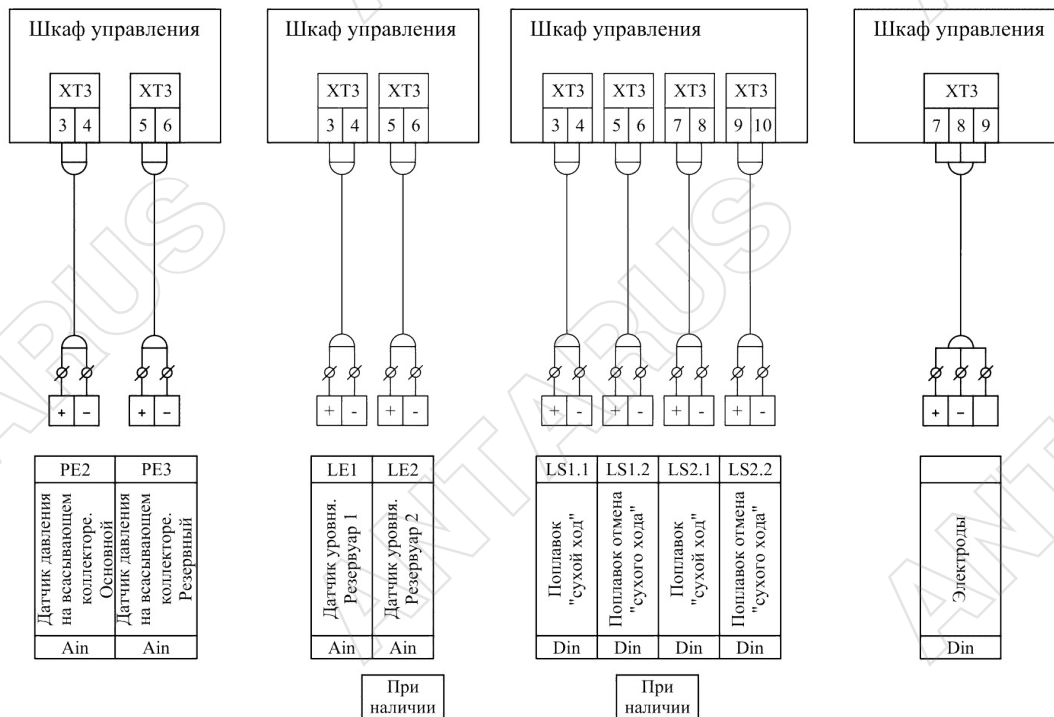 Шкаф управления
XT3
XT3
3 4
5 6
+ -
+ -
PE2
PE3
Датчик давления
на всасывающем
коллекторе.
Основной
Датчик давления
на всасывающем
коллекторе.
Резервный
Ain
Ain
Шкаф управления
XT3
XT3
3 4
5 6
+ -
+ -
LE1
LE2
Датчик уровня.
Резервуар 1
Датчик уровня.
Резервуар 2
Ain
Ain
При
наличии
Шкаф управления
XT3
XT3
XT3
XT3
3 4
5 6
7 8
9 10
+ -
+ -
+ -
+ -
LS1.1
LS1.2
LS2.1
LS2.2
Поплавок
"сухой ход"
Поплавок отмена
"сухого хода"
Поплавок
"сухой ход"
Поплавок отмена
"сухого хода"
Din
Din
Din
Din
При
наличии
Шкаф управления
XT3
7 8 9
+ -
Электроды
Din
ANTARUS
ANTARUS
ANTARUS